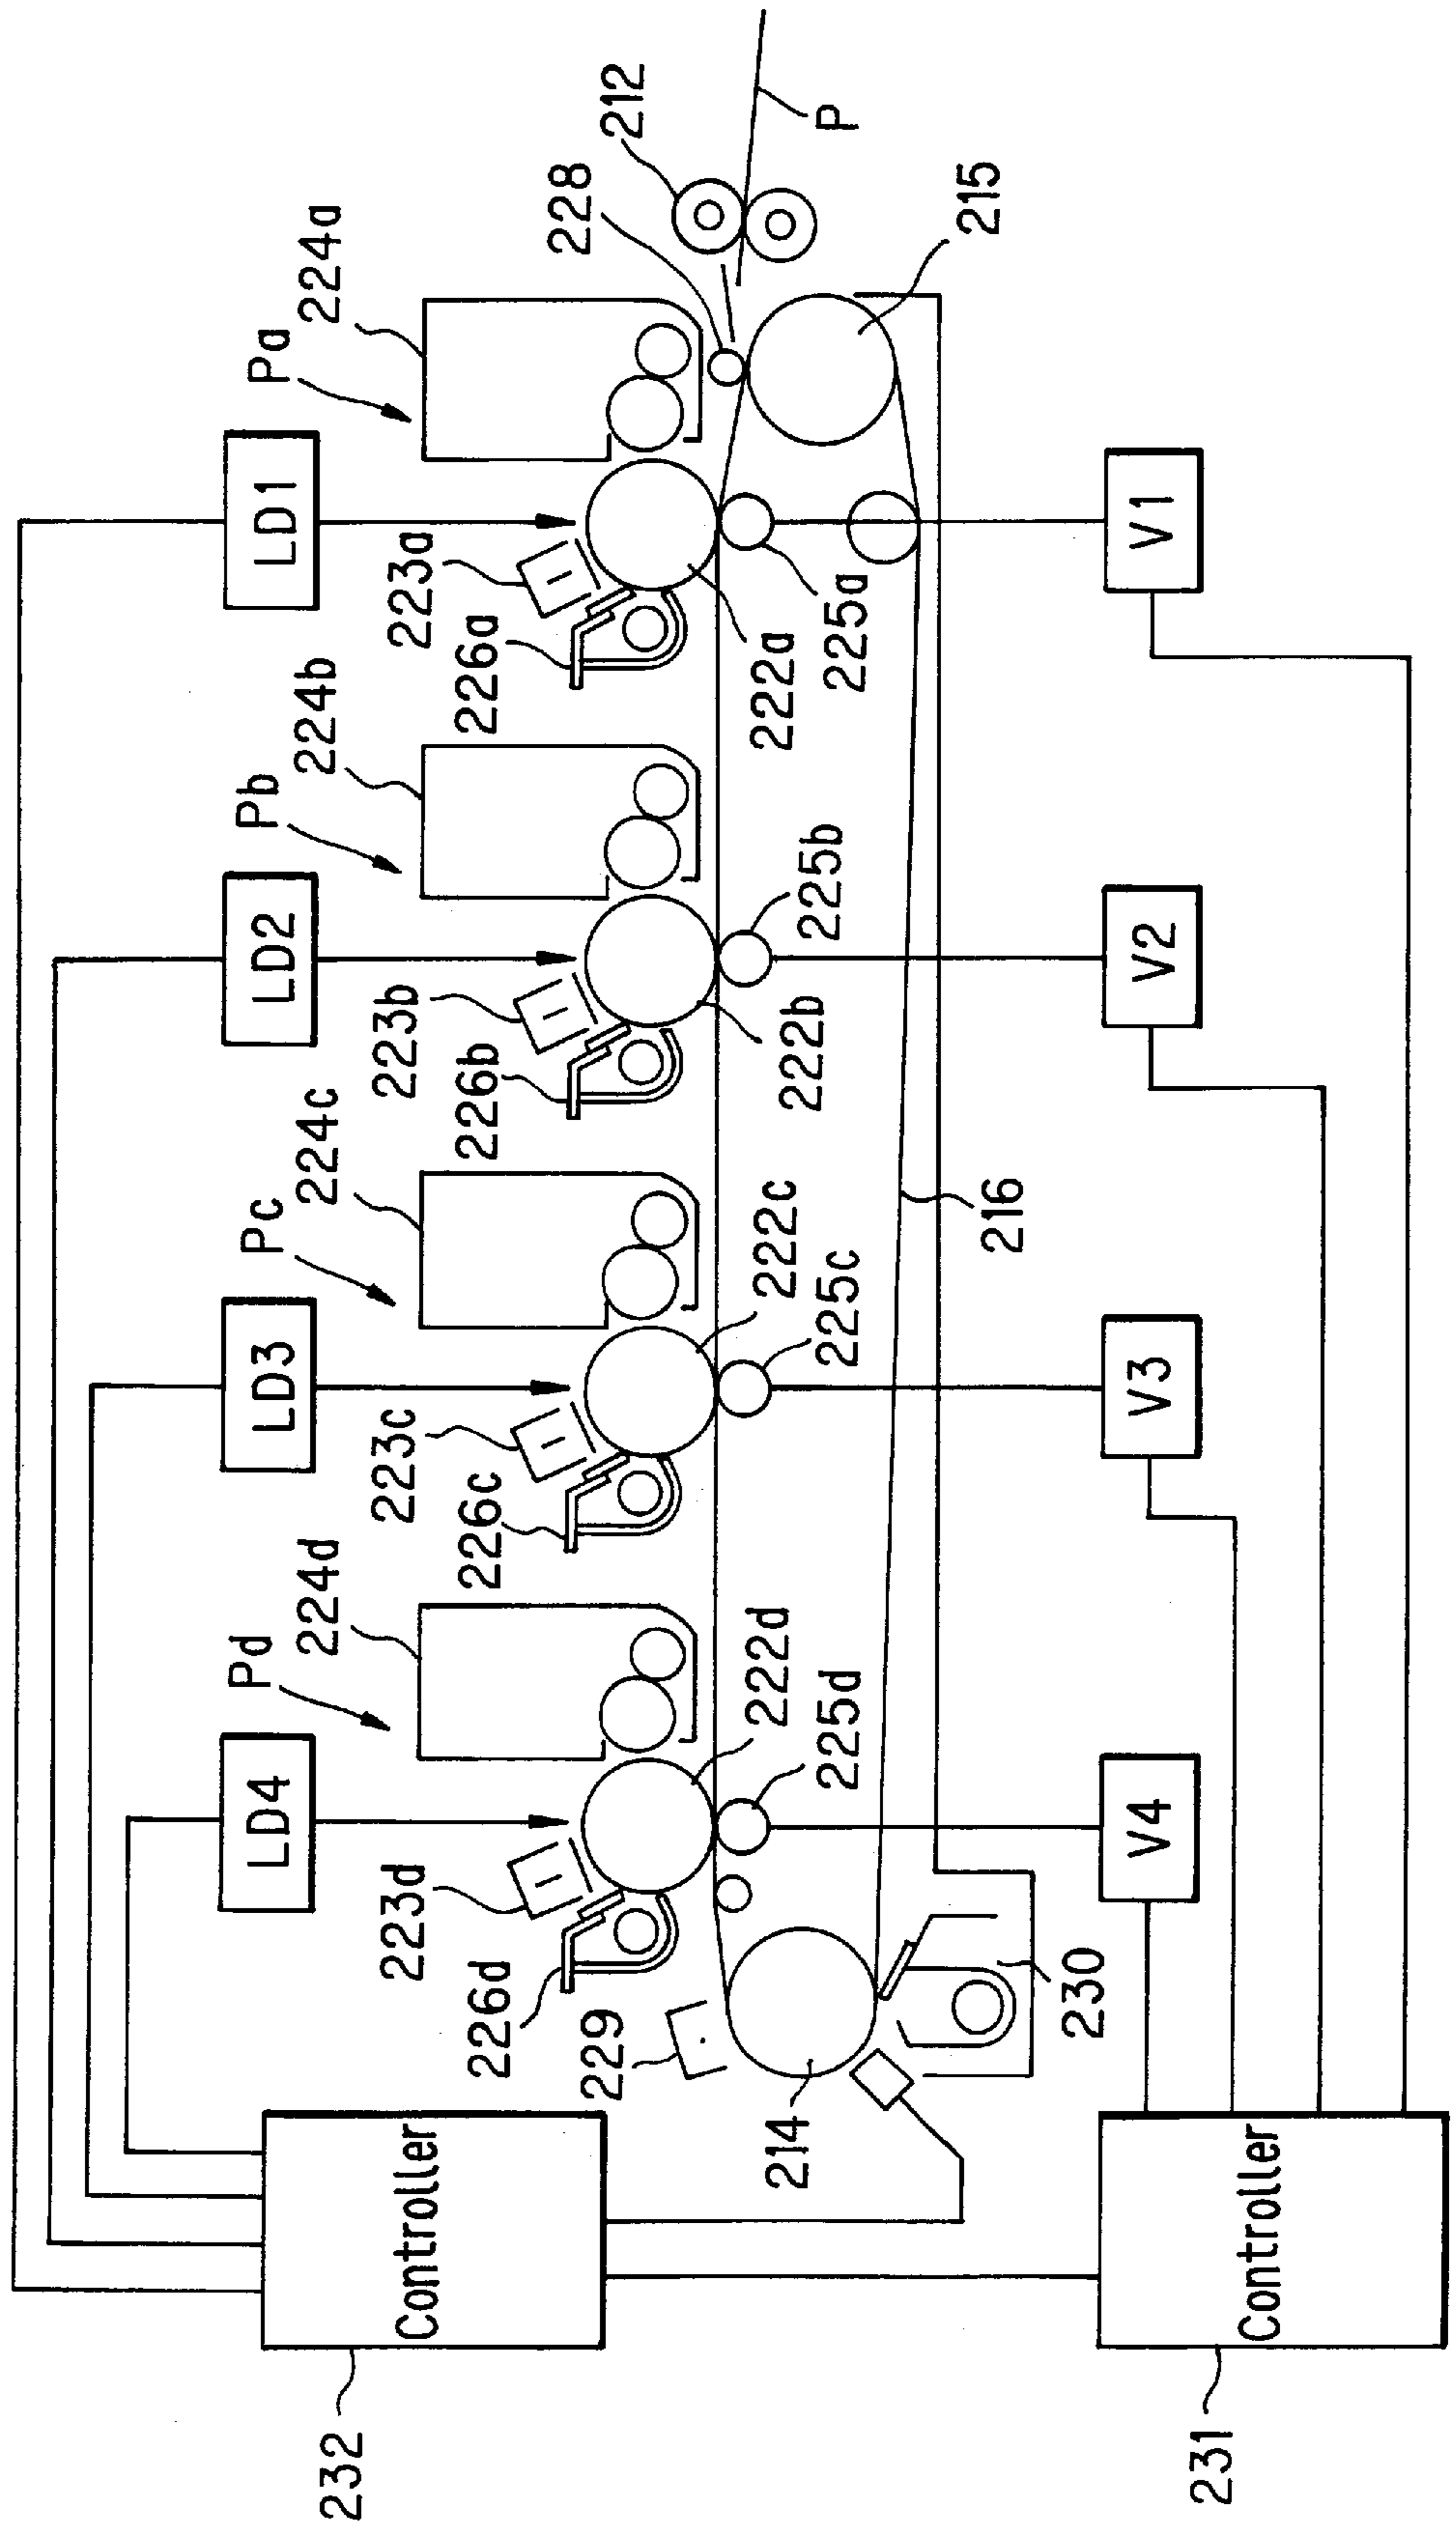 LD4
LD3
LD2
LD1
Pd
224d
Pc
224c
Pb
224b
Pa
224a
223d
223c
223b
223a
226d
226c
226b
226a
228
212
229
P
232
Controller
214
222d
222c
222b
222a
225d
225c
225b
225a
215
216
230
V4
V3
V2
V1
231
Controller